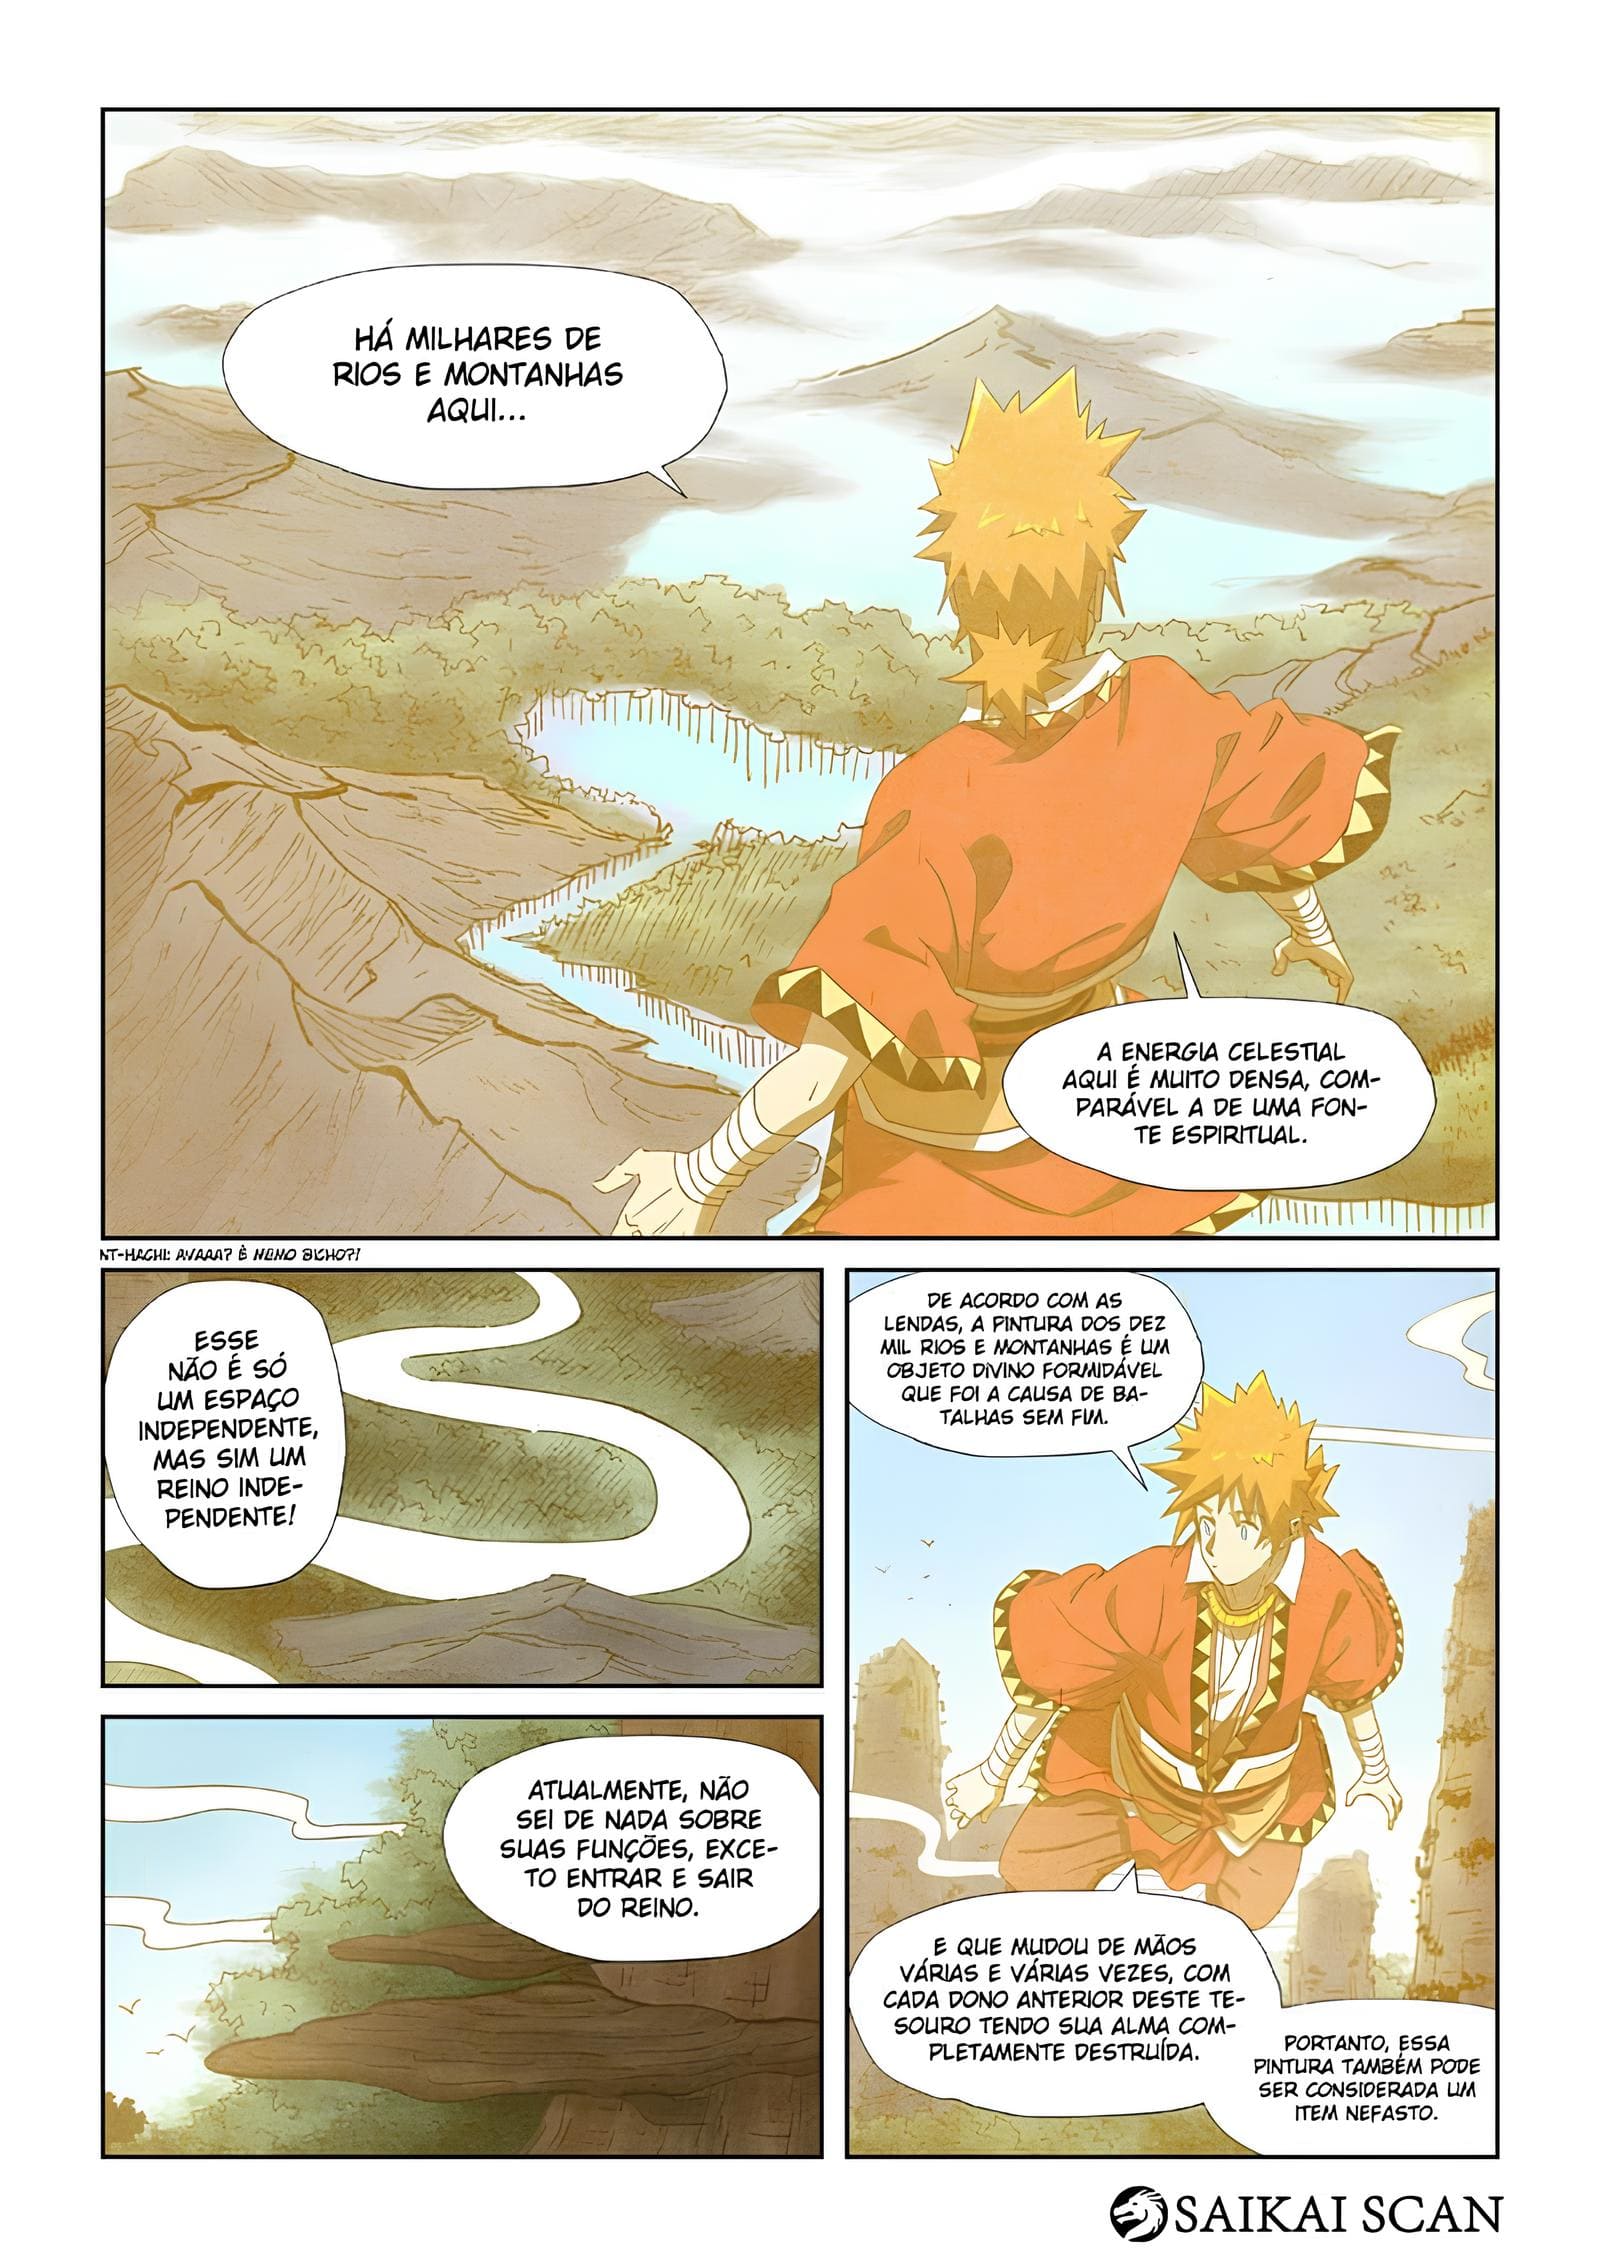 HÁ MILHARES DE
RIOS E MONTANHAS
AQUI...
A ENERGIA CELESTIAL
AQUI É MUITO DENSA, COM-
PARÁVEL A DE UMA FON-
TE ESPIRITUAL.
ESSE
NÃO É SÓ
UM ESPAÇO
INDEPENDENTE,
MAS SIM UM
REINO INDE-
PENDENTE!
DE ACORDO COM AS
LENDAS, A PINTURA DOS DEZ
MIL RIOS E MONTANHAS É UM
OBJETO DIVINO FORMIDÁVEL
QUE FOI A CAUSA DE BA-
TALHAS SEM FIM.
ATUALMENTE, NÃO
SEI DE NADA SOBRE
SUAS FUNÇÕES, EXCE-
TO ENTRAR E SAIR
DO REINO.
E QUE MUDOU DE MÃOS
VÁRIAS E VÁRIAS VEZES, COM
CADA DONO ANTERIOR DESTE TE-
SOURO TENDO SUA ALMA COM-
PLETAMENTE DESTRUÍDA.
PORTANTO, ESSA
PINTURA TAMBÉM PODE
SER CONSIDERADA UM
ITEM NEFASTO.
SAIKAI SCAN